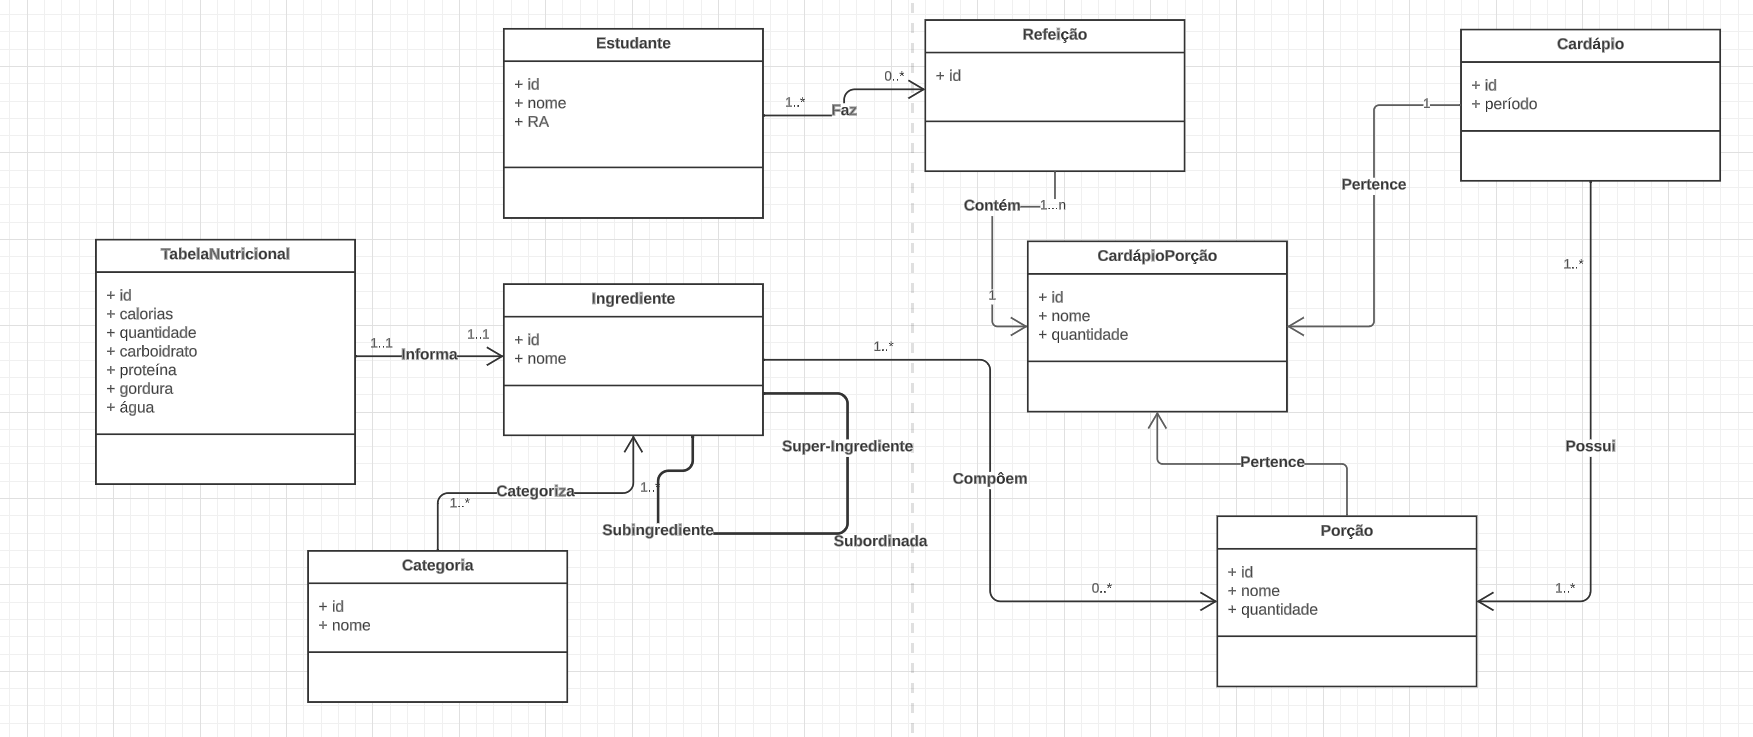 Estudante
+ id
+ nome
+ RA
1..*
Faz
0..*
Refeição
+ id
Cardápio
+ id
+ período
1
Pertence
Contém
1...n
1
CardápioPorção
+ id
+ nome
+ quantidade
1..*
TabelaNutricional
+ id
+ calorias
+ quantidade
+ carboidrato
+ proteína
+ gordura
+ água
1..1
Informa
1..1
Ingrediente
+ id
+ nome
1..*
Super-Ingrediente
Compôem
Pertence
Possui
Categoriza
1..*
1..*
Subingrediente
Subordinada
Categoria
+ id
+ nome
0..*
Porção
+ id
+ nome
+ quantidade
1..*